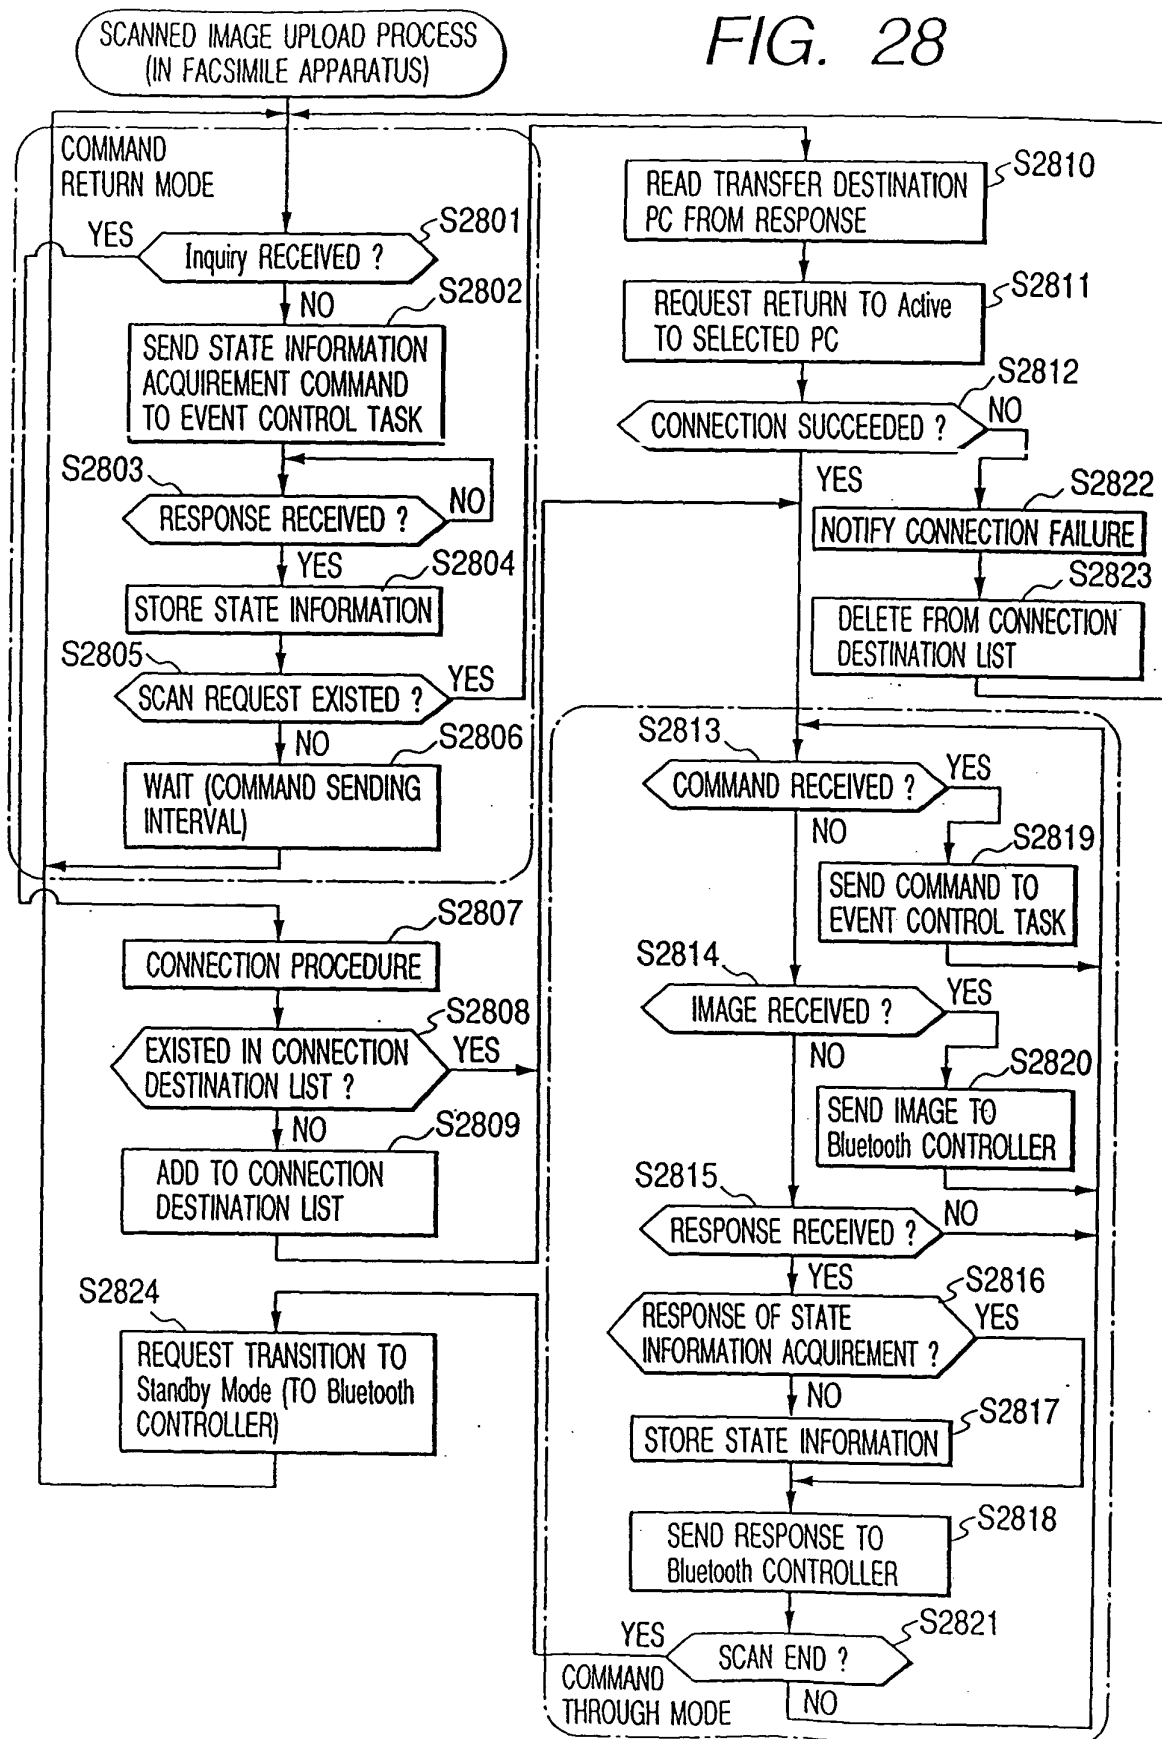 FIG. 28
SCANNED IMAGE UPLOAD PROCESS
(IN FACSIMILE APPARATUS)
COMMAND
RETURN MODE
YES
S2801
Inquiry RECEIVED ?
NO
S2802
SEND STATE INFORMATION
ACQUIREMENT COMMAND
TO EVENT CONTROL TASK
S2803
RESPONSE RECEIVED ?
NO
YES
S2804
STORE STATE INFORMATION
S2805
SCAN REQUEST EXISTED ?
YES
NO
S2806
WAIT (COMMAND SENDING
INTERVAL)
S2807
CONNECTION PROCEDURE
S2808
EXISTED IN CONNECTION
DESTINATION LIST ?
YES
NO
S2809
ADD TO CONNECTION
DESTINATION LIST
S2824
REQUEST TRANSITION TO
Standby Mode (TO Bluetooth
CONTROLLER)
S2810
READ TRANSFER DESTINATION
PC FROM RESPONSE
S2811
REQUEST RETURN TO Active
TO SELECTED PC
S2812
CONNECTION SUCCEEDED ?
NO
YES
S2822
NOTIFY CONNECTION FAILURE
S2823
DELETE FROM CONNECTION
DESTINATION LIST
S2813
COMMAND RECEIVED ?
YES
NO
S2819
SEND COMMAND TO
EVENT CONTROL TASK
S2814
IMAGE RECEIVED ?
YES
NO
S2820
SEND IMAGE TO
Bluetooth CONTROLLER
S2815
RESPONSE RECEIVED ?
NO
YES
S2816
RESPONSE OF STATE
INFORMATION ACQUIREMENT ?
YES
NO
S2817
STORE STATE INFORMATION
S2818
SEND RESPONSE TO
Bluetooth CONTROLLER
S2821
YES
SCAN END ?
NO
COMMAND
THROUGH MODE